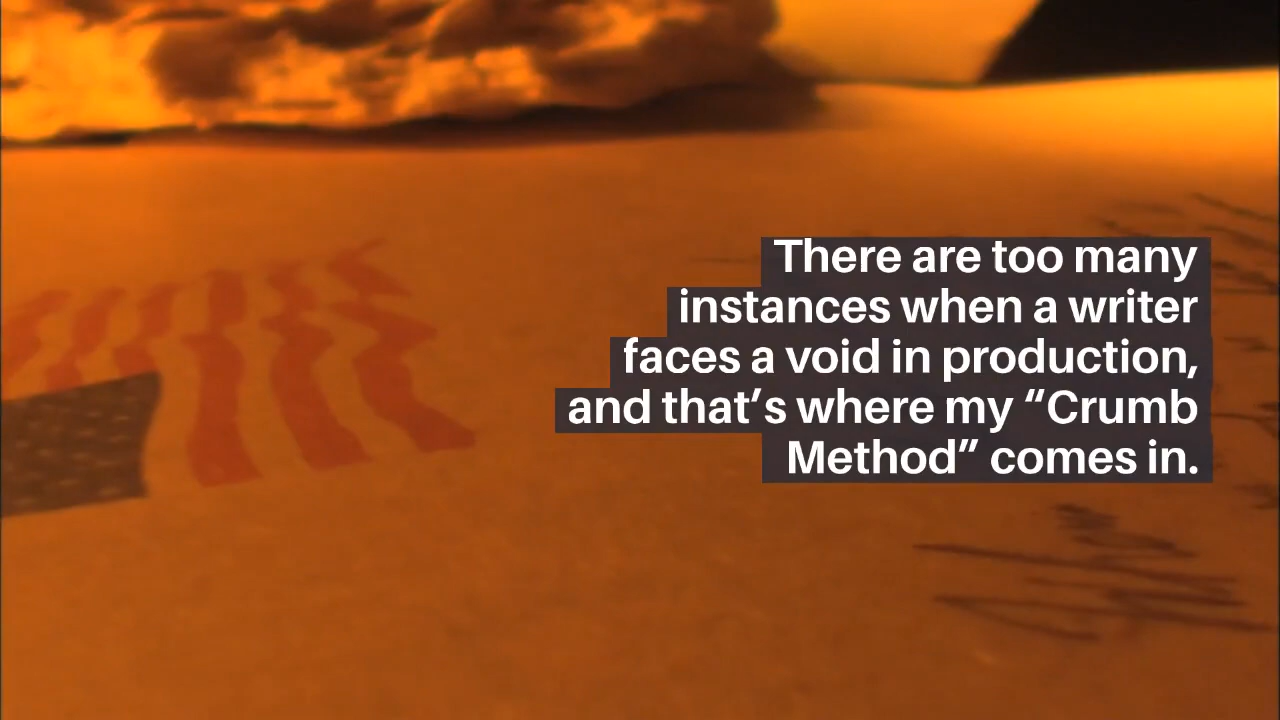 There are too many
instances when a writer
faces a void in production,
and that’s where my “Crumb
Method” comes in.